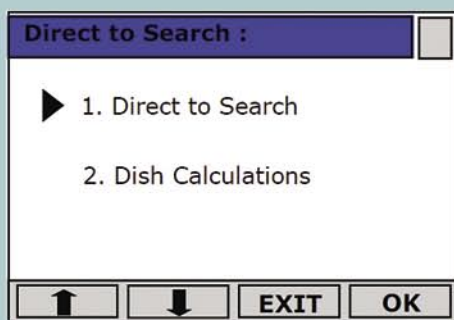 Direct to Search :
1. Direct to Search
2. Dish Calculations
EXIT OK